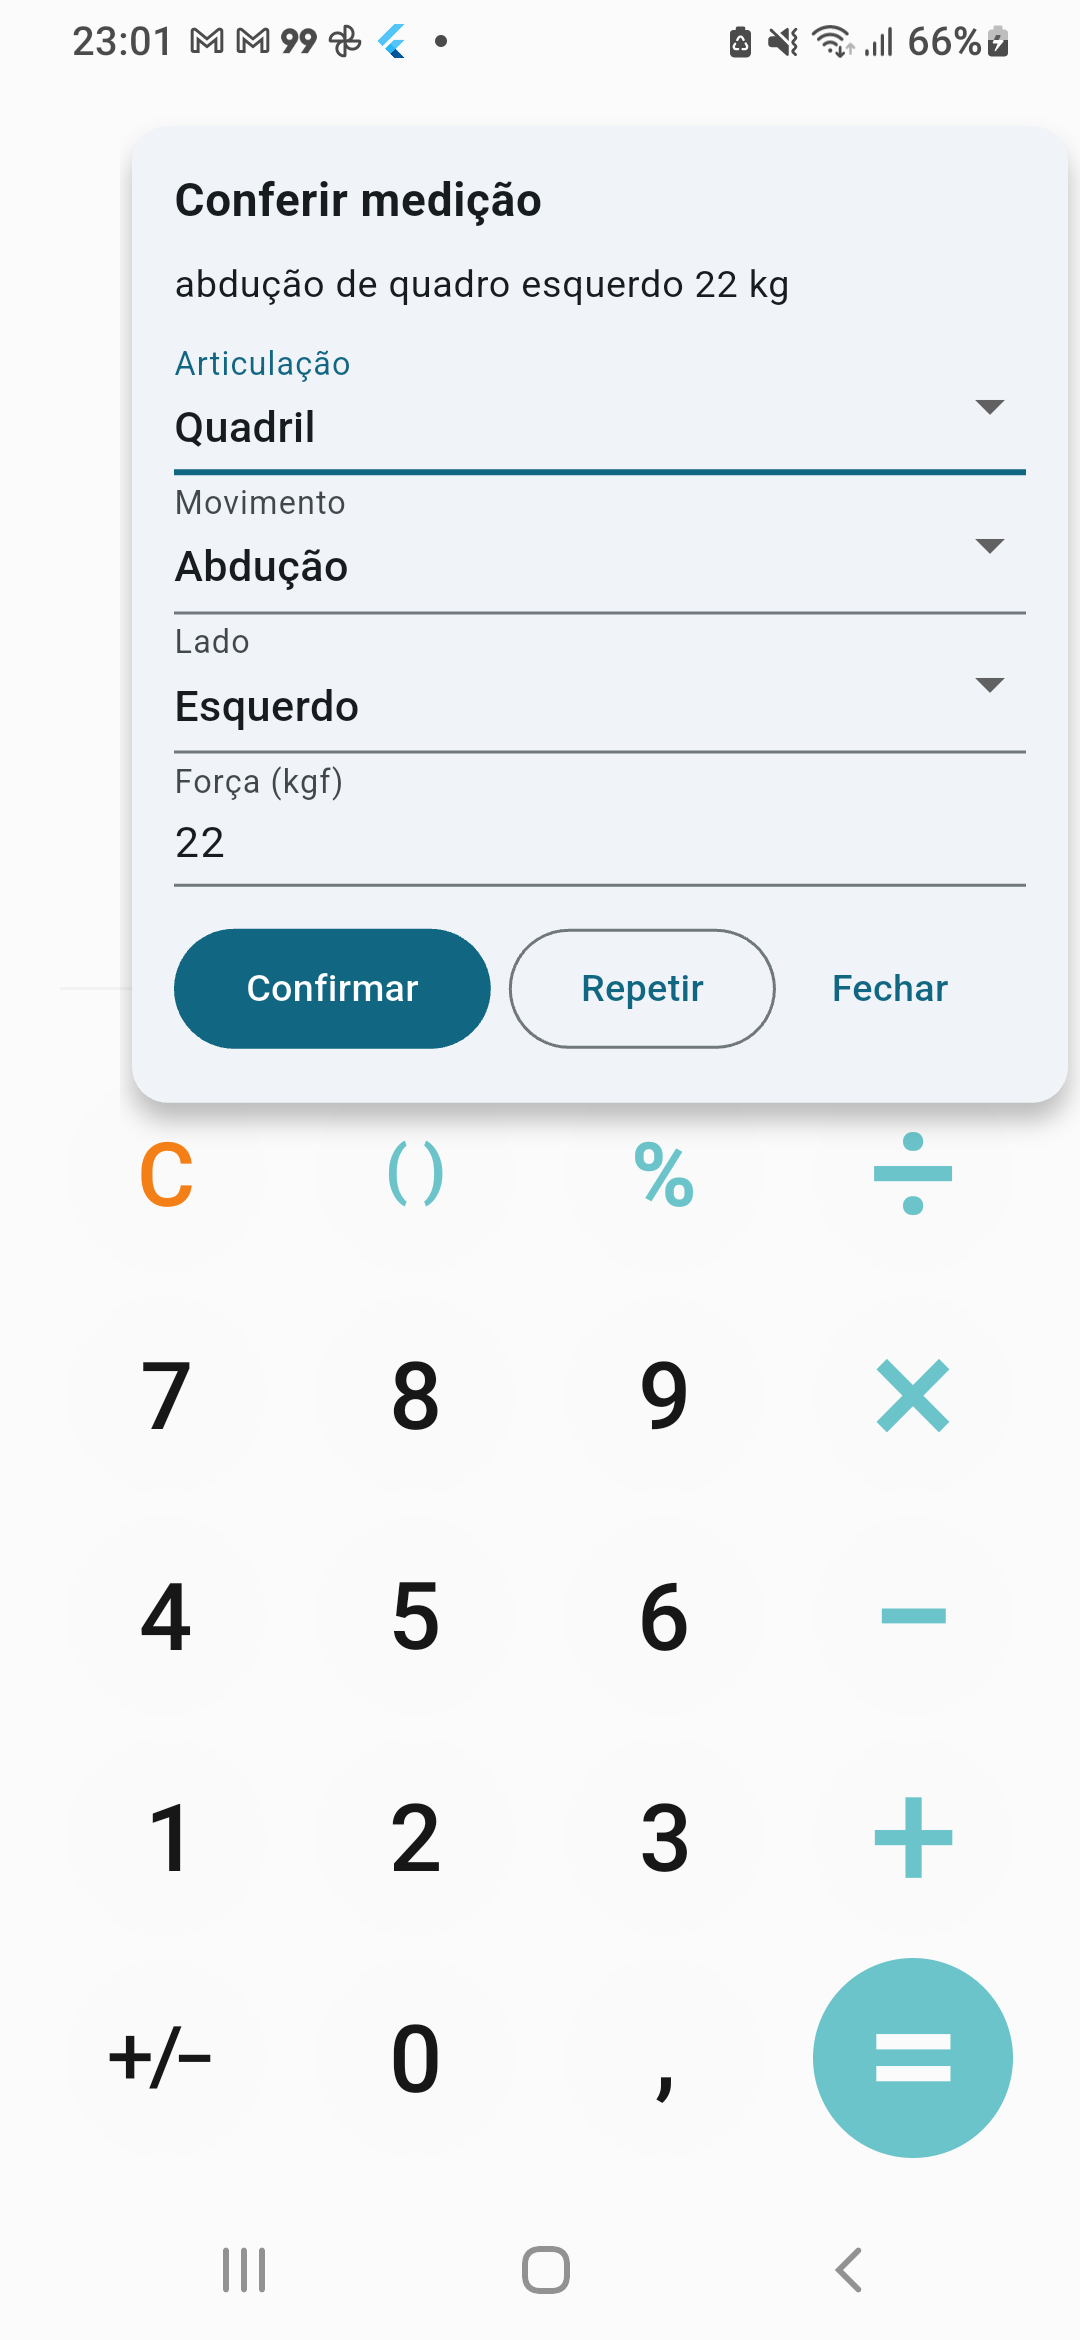 23:01 99 66%
Conferir medição
abdução de quadro esquerdo 22 kg
Articulação
Quadril
Movimento
Abdução
Lado
Esquerdo
Força (kgf)
22
Confirmar Repetir Fechar
C ( ) % ÷
7 8 9 ×
4 5 6 −
1 2 3 +
+/− 0 , =